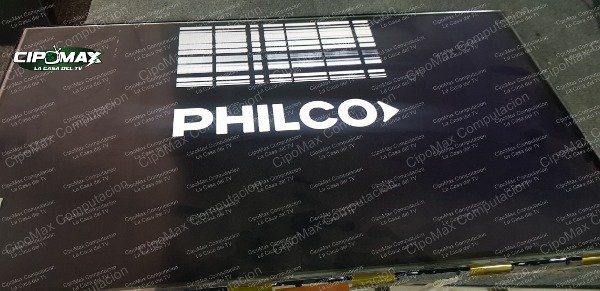 CIPOMAX
LA CASA DEL TV
PHILCO
CipoMax Computacion
La Casa del TV